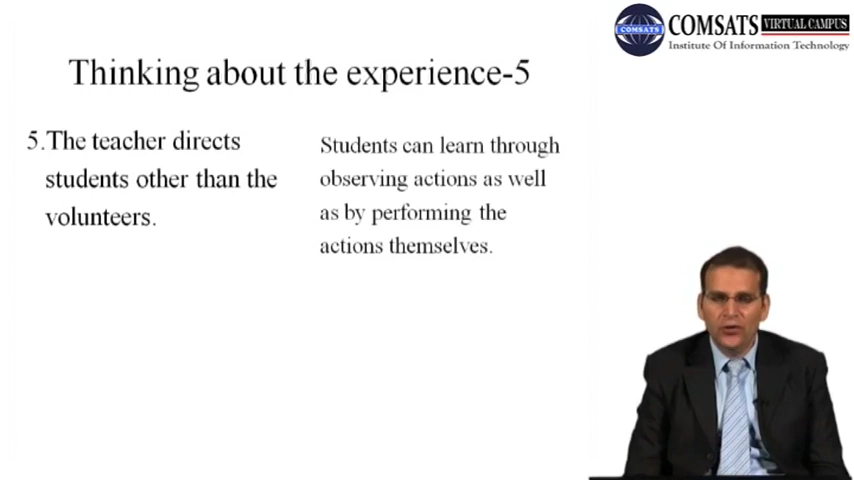 COMSATS VIRTUAL CAMPUS
COMSATS
Institute Of Information Technology
Thinking about the experience-5
5.The teacher directs
students other than the
volunteers.
Students can learn through
observing actions as well
as by performing the
actions themselves.